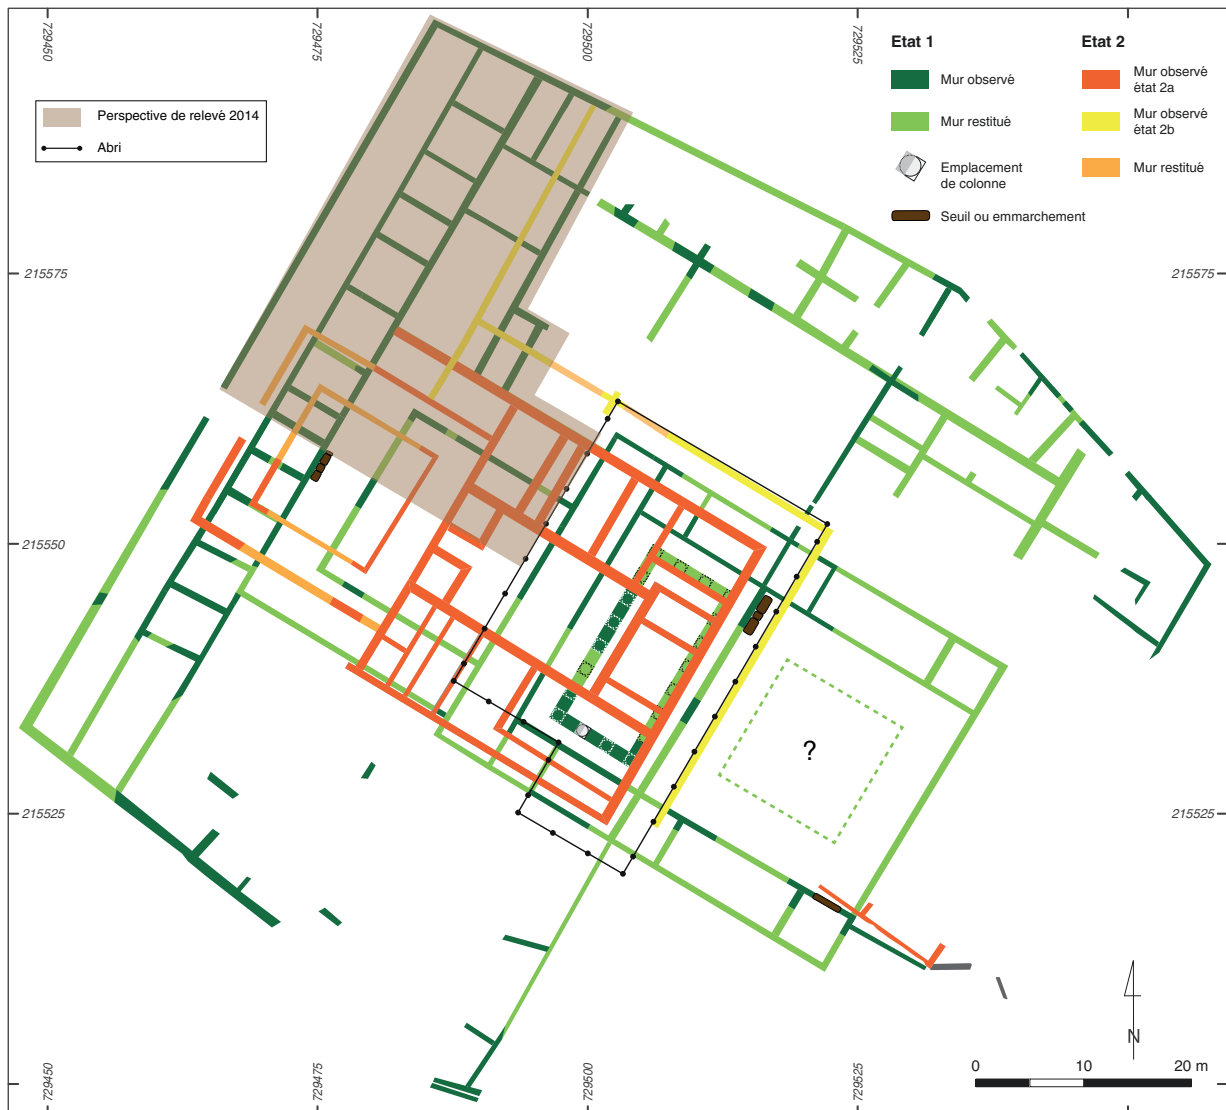 729450
729475
729500
729525
Etat 1
Etat 2
Mur observé
Mur observé
état 2a
Mur restitué
Mur observé
état 2b
Emplacement
de colonne
Mur restitué
Seuil ou emmarchement
Perspective de relevé 2014
Abri
215575
215575
215550
215550
?
215525
215525
N
0
10
20 m
729450
729475
729500
729525